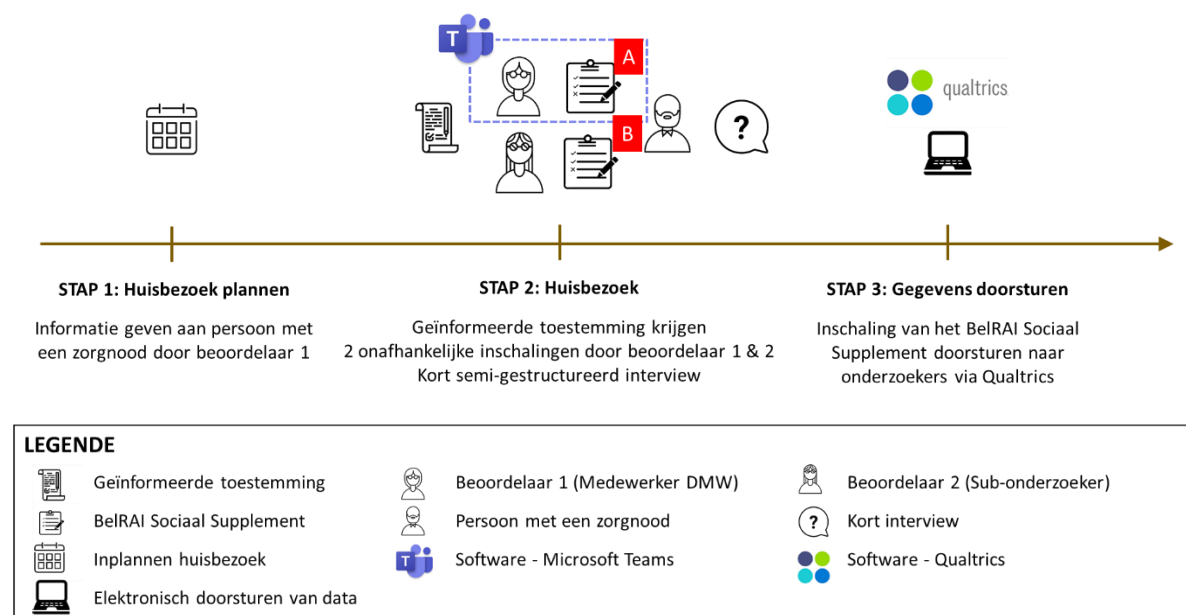 T
A
B
?
qualtrics
STAP 1: Huisbezoek plannen
Informatie geven aan persoon met
een zorgnood door beoordelaar 1
STAP 2: Huisbezoek
Geïnformeerde toestemming krijgen
2 onafhankelijke inschalingen door beoordelaar 1 & 2
Kort semi-gestructureerd interview
STAP 3: Gegevens doorsturen
Inschaling van het BelRAI Sociaal
Supplement doorsturen naar
onderzoekers via Qualtrics
LEGENDE
Geïnformeerde toestemming
BelRAI Sociaal Supplement
Inplannen huisbezoek
Elektronisch doorsturen van data
Beoordelaar 1 (Medewerker DMW)
Persoon met een zorgnood
T
Software - Microsoft Teams
Beoordelaar 2 (Sub-onderzoeker)
?
Kort interview
Software - Qualtrics